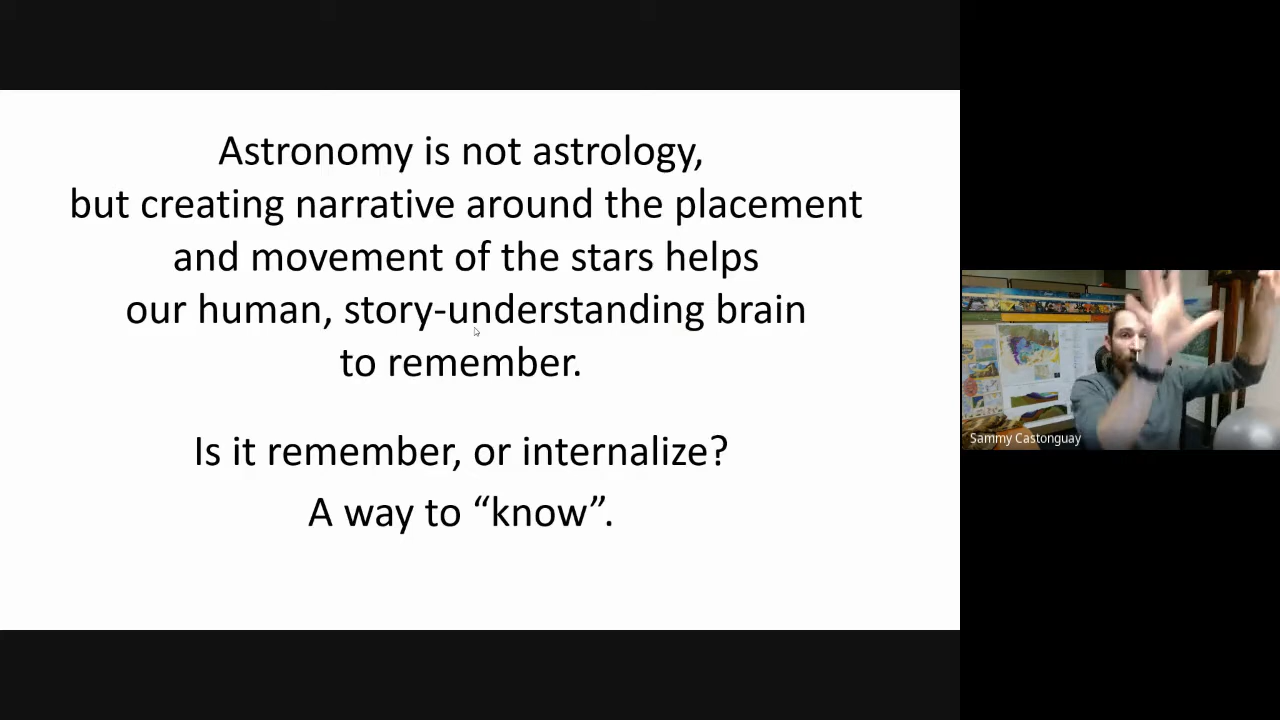 Astronomy is not astrology,
but creating narrative around the placement
and movement of the stars helps
our human, story-understanding brain
to remember.
Is it remember, or internalize?
A way to “know”.
Sammy Castonguay